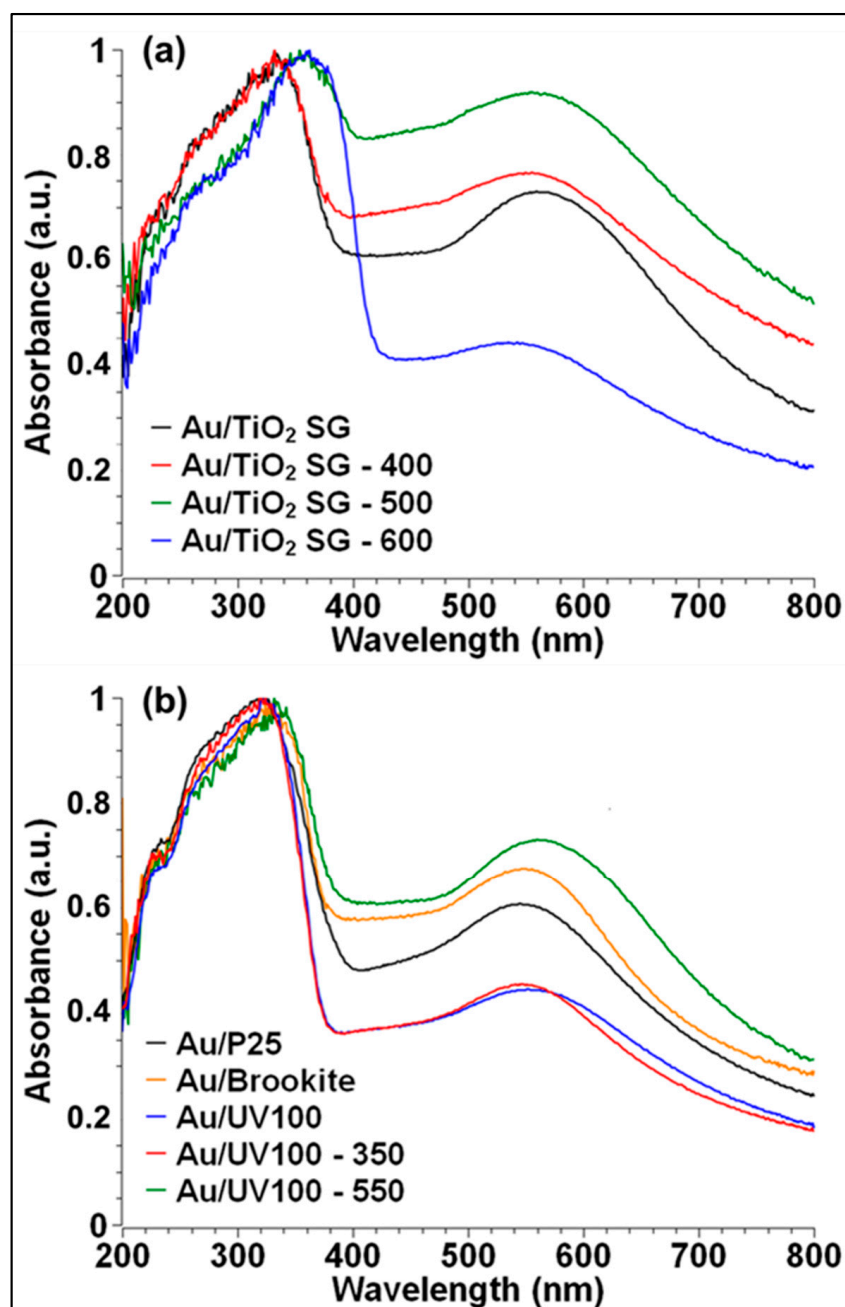 (a)
1
0.8
0.6
0.4
0.2
0
Absorbance (a.u.)
Au/TiO₂ SG
Au/TiO₂ SG - 400
Au/TiO₂ SG - 500
Au/TiO₂ SG - 600
200 300 400 500 600 700 800
Wavelength (nm)
(b)
1
0.8
0.6
0.4
0.2
0
Absorbance (a.u.)
Au/P25
Au/Brookite
Au/UV100
Au/UV100 - 350
Au/UV100 - 550
200 300 400 500 600 700 800
Wavelength (nm)